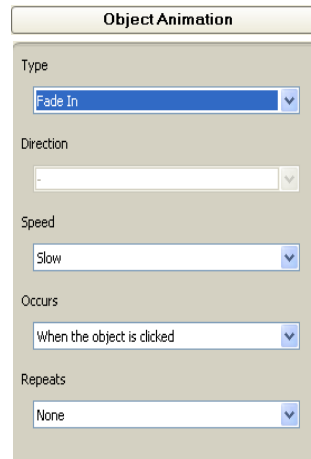 Object Animation
Type
Fade In
Direction
-
Speed
Slow
Occurs
When the object is clicked
Repeats
None